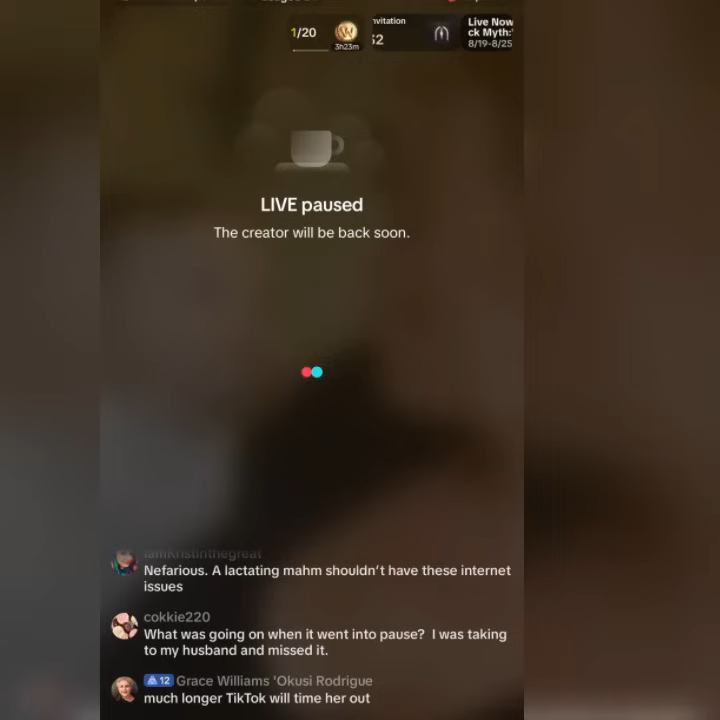 1/20
3h23m
nvitation
52
Live Now
ck Myth:
8/19-8/25
LIVE paused
The creator will be back soon.
iamkristinthegreat
Nefarious. A lactating mahm shouldn't have these internet
issues
cokkie220
What was going on when it went into pause? I was taking
to my husband and missed it.
12 Grace Williams 'Okusi Rodrigue
much longer TikTok will time her out